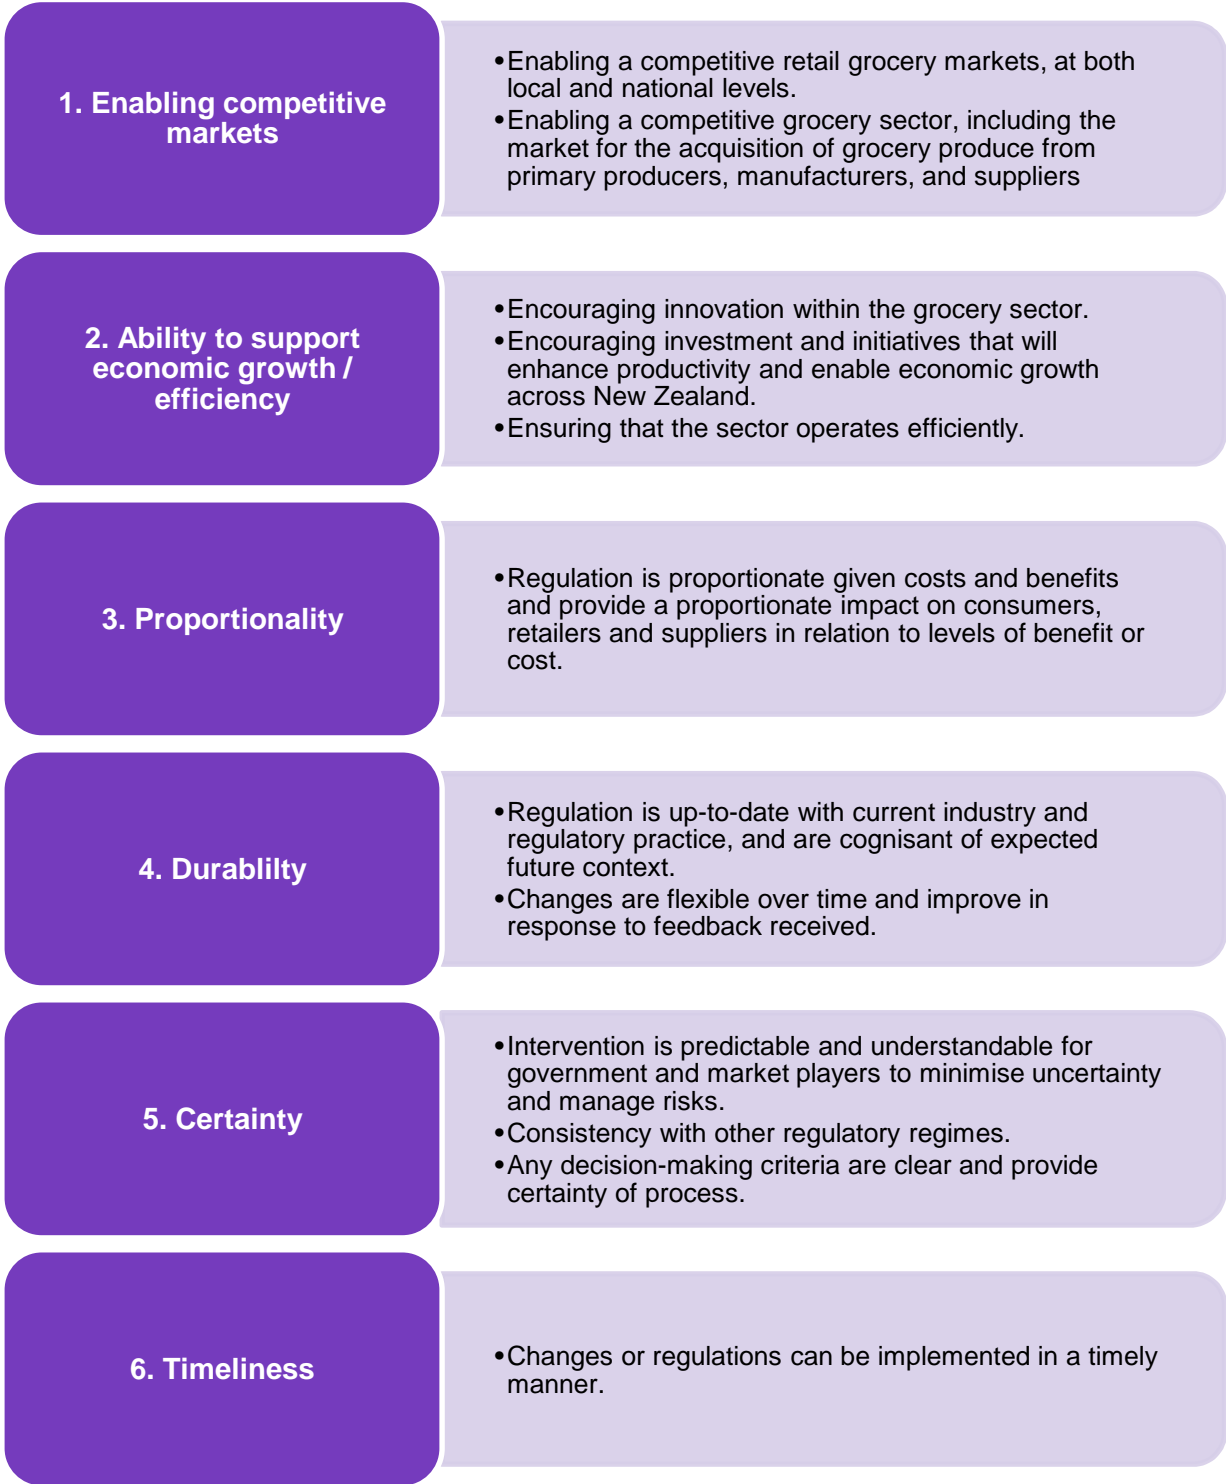 1. Enabling competitive
markets
•Enabling a competitive retail grocery markets, at both
local and national levels.
•Enabling a competitive grocery sector, including the
market for the acquisition of grocery produce from
primary producers, manufacturers, and suppliers
2. Ability to support
economic growth /
efficiency
•Encouraging innovation within the grocery sector.
•Encouraging investment and initiatives that will
enhance productivity and enable economic growth
across New Zealand.
•Ensuring that the sector operates efficiently.
3. Proportionality
•Regulation is proportionate given costs and benefits
and provide a proportionate impact on consumers,
retailers and suppliers in relation to levels of benefit or
cost.
4. Durablilty
•Regulation is up-to-date with current industry and
regulatory practice, and are cognisant of expected
future context.
•Changes are flexible over time and improve in
response to feedback received.
5. Certainty
•Intervention is predictable and understandable for
government and market players to minimise uncertainty
and manage risks.
•Consistency with other regulatory regimes.
•Any decision-making criteria are clear and provide
certainty of process.
6. Timeliness
•Changes or regulations can be implemented in a timely
manner.